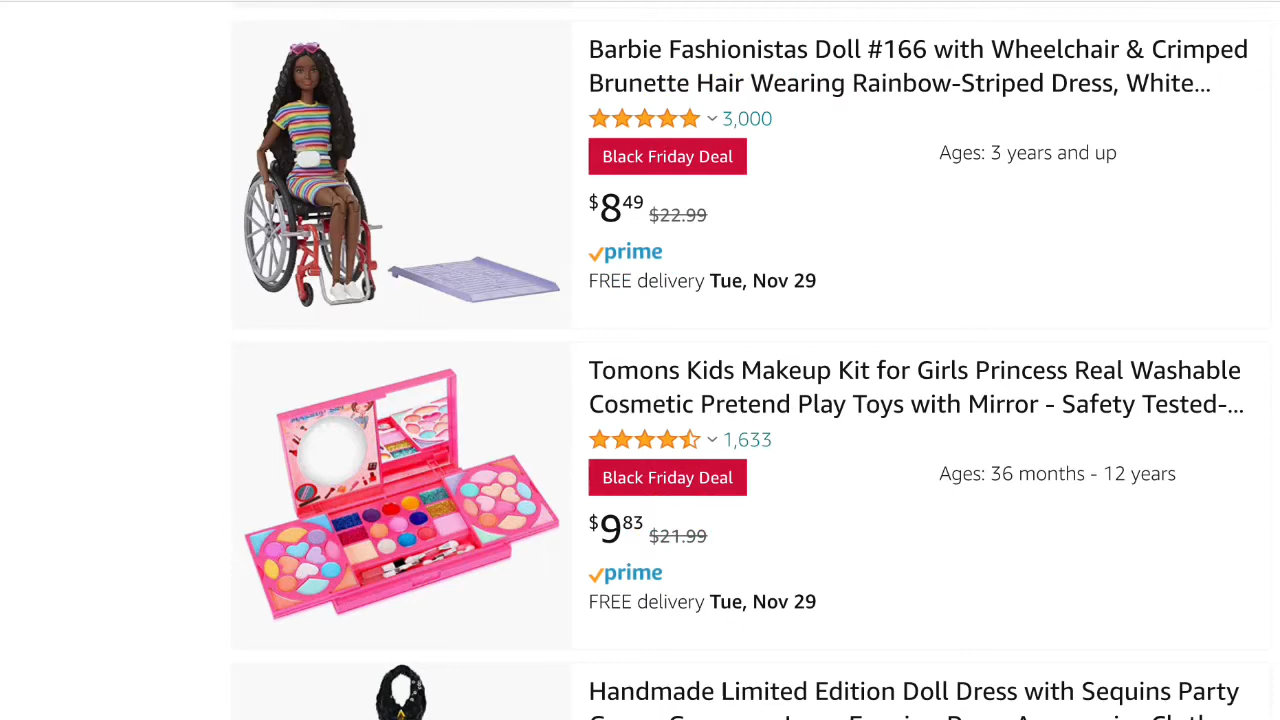 Barbie Fashionistas Doll #166 with Wheelchair & Crimped
Brunette Hair Wearing Rainbow-Striped Dress, White...
3,000
Black Friday Deal
Ages: 3 years and up
$8 49 $22.99
prime
FREE delivery Tue, Nov 29
Tomons Kids Makeup Kit for Girls Princess Real Washable
Cosmetic Pretend Play Toys with Mirror - Safety Tested-...
1,633
Black Friday Deal
Ages: 36 months - 12 years
$9 83 $21.99
prime
FREE delivery Tue, Nov 29
Handmade Limited Edition Doll Dress with Sequins Party